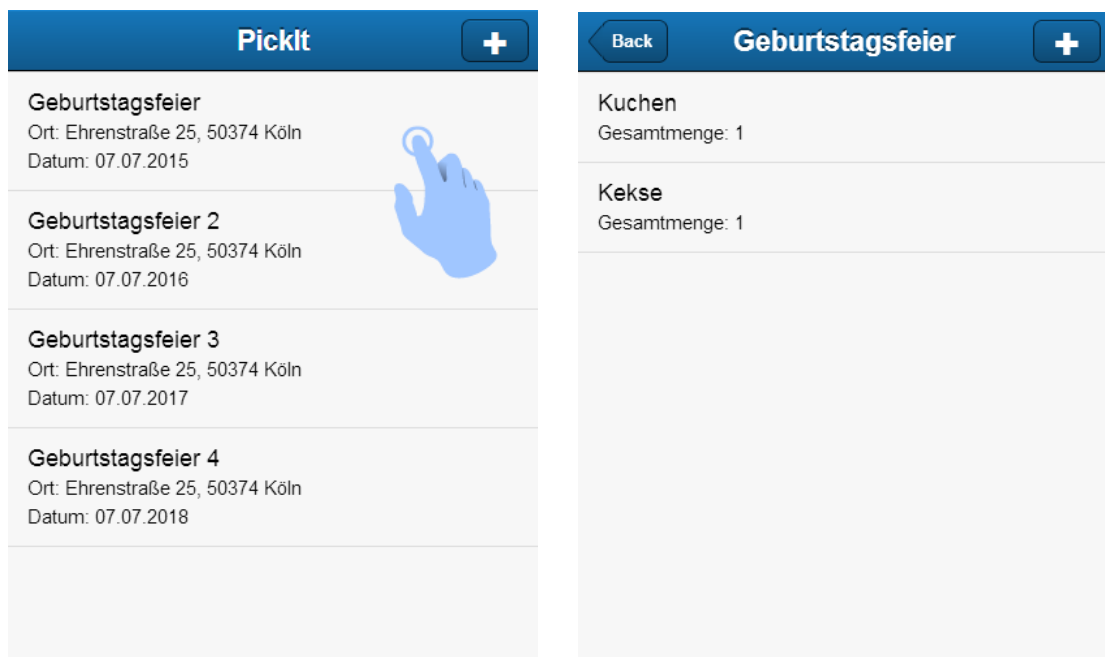 PickIt
Geburtstagsfeier
Ort: Ehrenstraße 25, 50374 Köln
Datum: 07.07.2015
Geburtstagsfeier 2
Ort: Ehrenstraße 25, 50374 Köln
Datum: 07.07.2016
Geburtstagsfeier 3
Ort: Ehrenstraße 25, 50374 Köln
Datum: 07.07.2017
Geburtstagsfeier 4
Ort: Ehrenstraße 25, 50374 Köln
Datum: 07.07.2018
Back
Geburtstagsfeier
Kuchen
Gesamtmenge: 1
Kekse
Gesamtmenge: 1